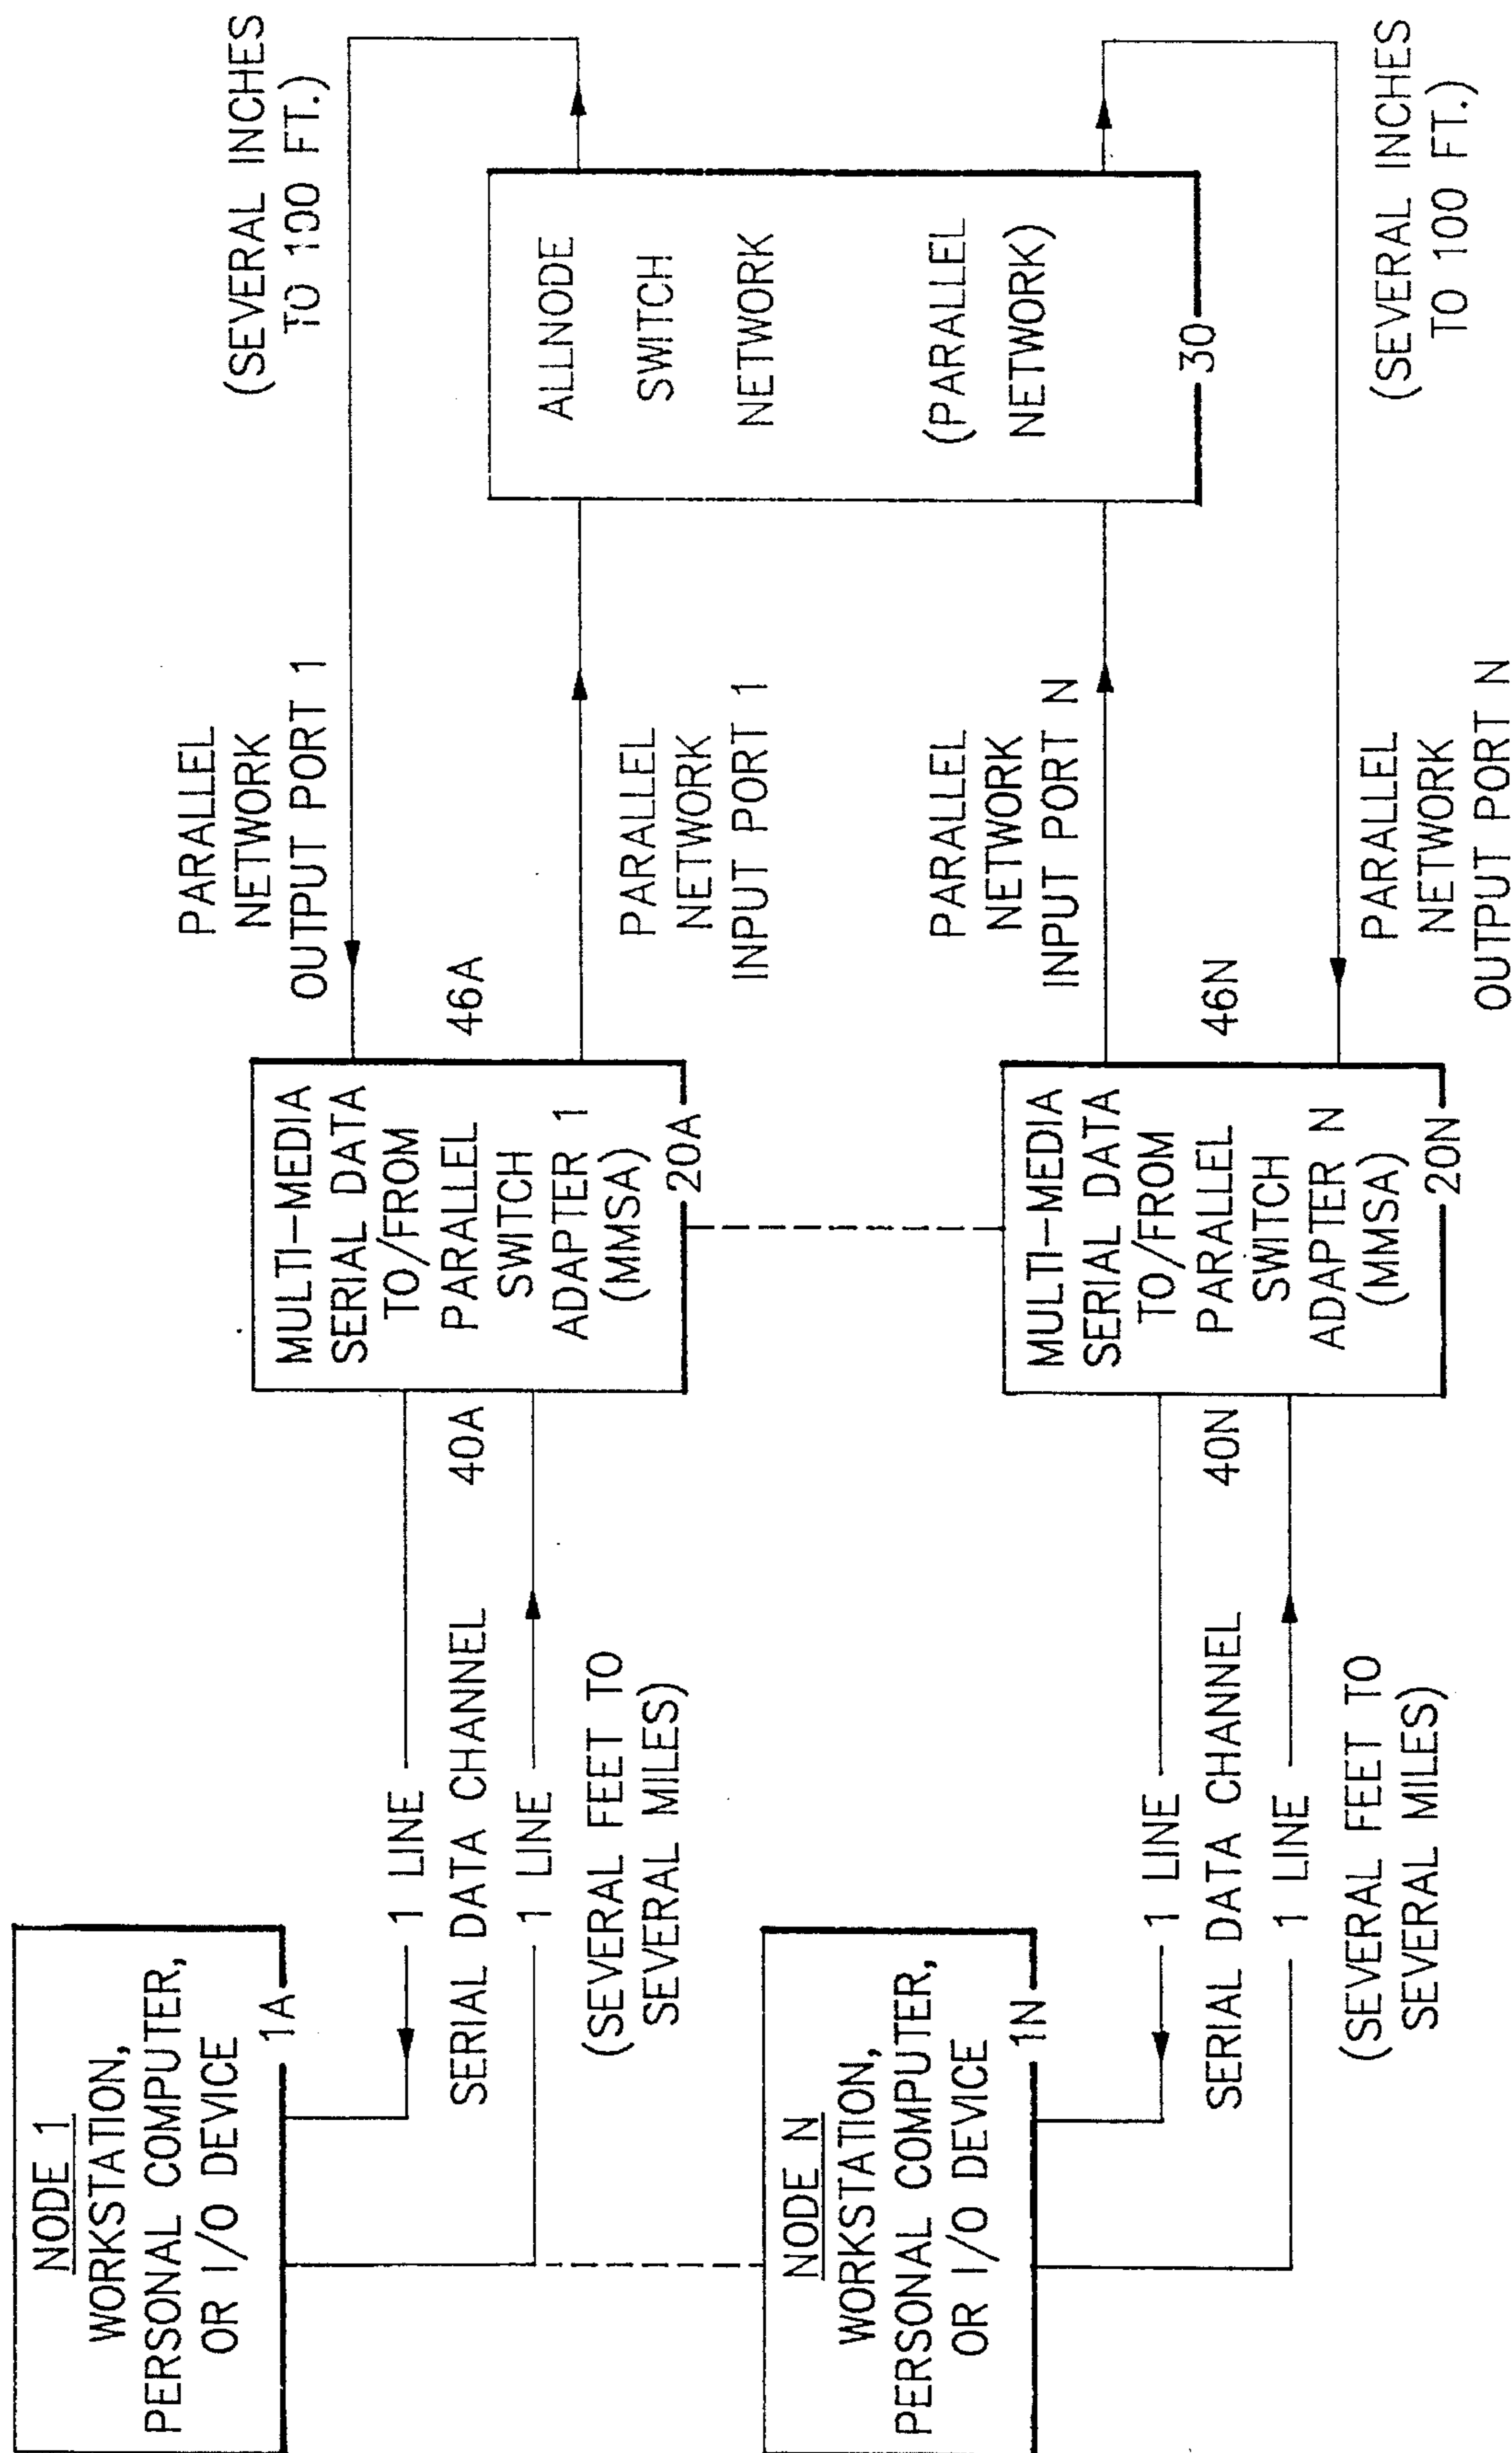 NODE 1
WORKSTATION,
PERSONAL COMPUTER,
OR I/O DEVICE
1A
1 LINE
SERIAL DATA CHANNEL
1 LINE
(SEVERAL FEET TO
SEVERAL MILES)
40A
MULTI-MEDIA
SERIAL DATA
TO/FROM
PARALLEL
SWITCH
ADAPTER 1
(MMSA)
20A
46A
PARALLEL
NETWORK
OUTPUT PORT 1
PARALLEL
NETWORK
INPUT PORT 1
(SEVERAL INCHES
TO 100 FT.)
ALLNODE
SWITCH
NETWORK
(PARALLEL
NETWORK)
30
NODE N
WORKSTATION,
PERSONAL COMPUTER,
OR I/O DEVICE
1N
1 LINE
SERIAL DATA CHANNEL
1 LINE
(SEVERAL FEET TO
SEVERAL MILES)
40N
MULTI-MEDIA
SERIAL DATA
TO/FROM
PARALLEL
SWITCH
ADAPTER N
(MMSA)
20N
46N
PARALLEL
NETWORK
INPUT PORT N
PARALLEL
NETWORK
OUTPUT PORT N
(SEVERAL INCHES
TO 100 FT.)